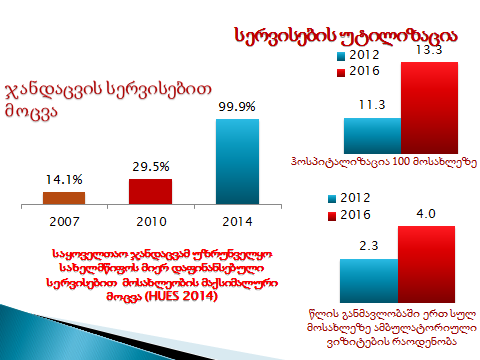 სერვისების უტილიზაცია
ჯანდაცვის სერვისებით
მოცვა
14.1%
29.5%
99.9%
2007
2010
2014
საყოველთაო ჯანდაცვამ უზრუნველყო
სახელმწიფოს მიერ დაფინანსებული
სერვისებით მოსახლეობის მაქსიმალური
მოცვა (HUES 2014)
2012
2016
11.3
13.3
ჰოსპიტალიზაცია 100 მოსახლეზე
2012
2016
2.3
4.0
წლის განმავლობაში ერთ სულ
მოსახლეზე ამბულატორიული
ვიზიტების რაოდენობა